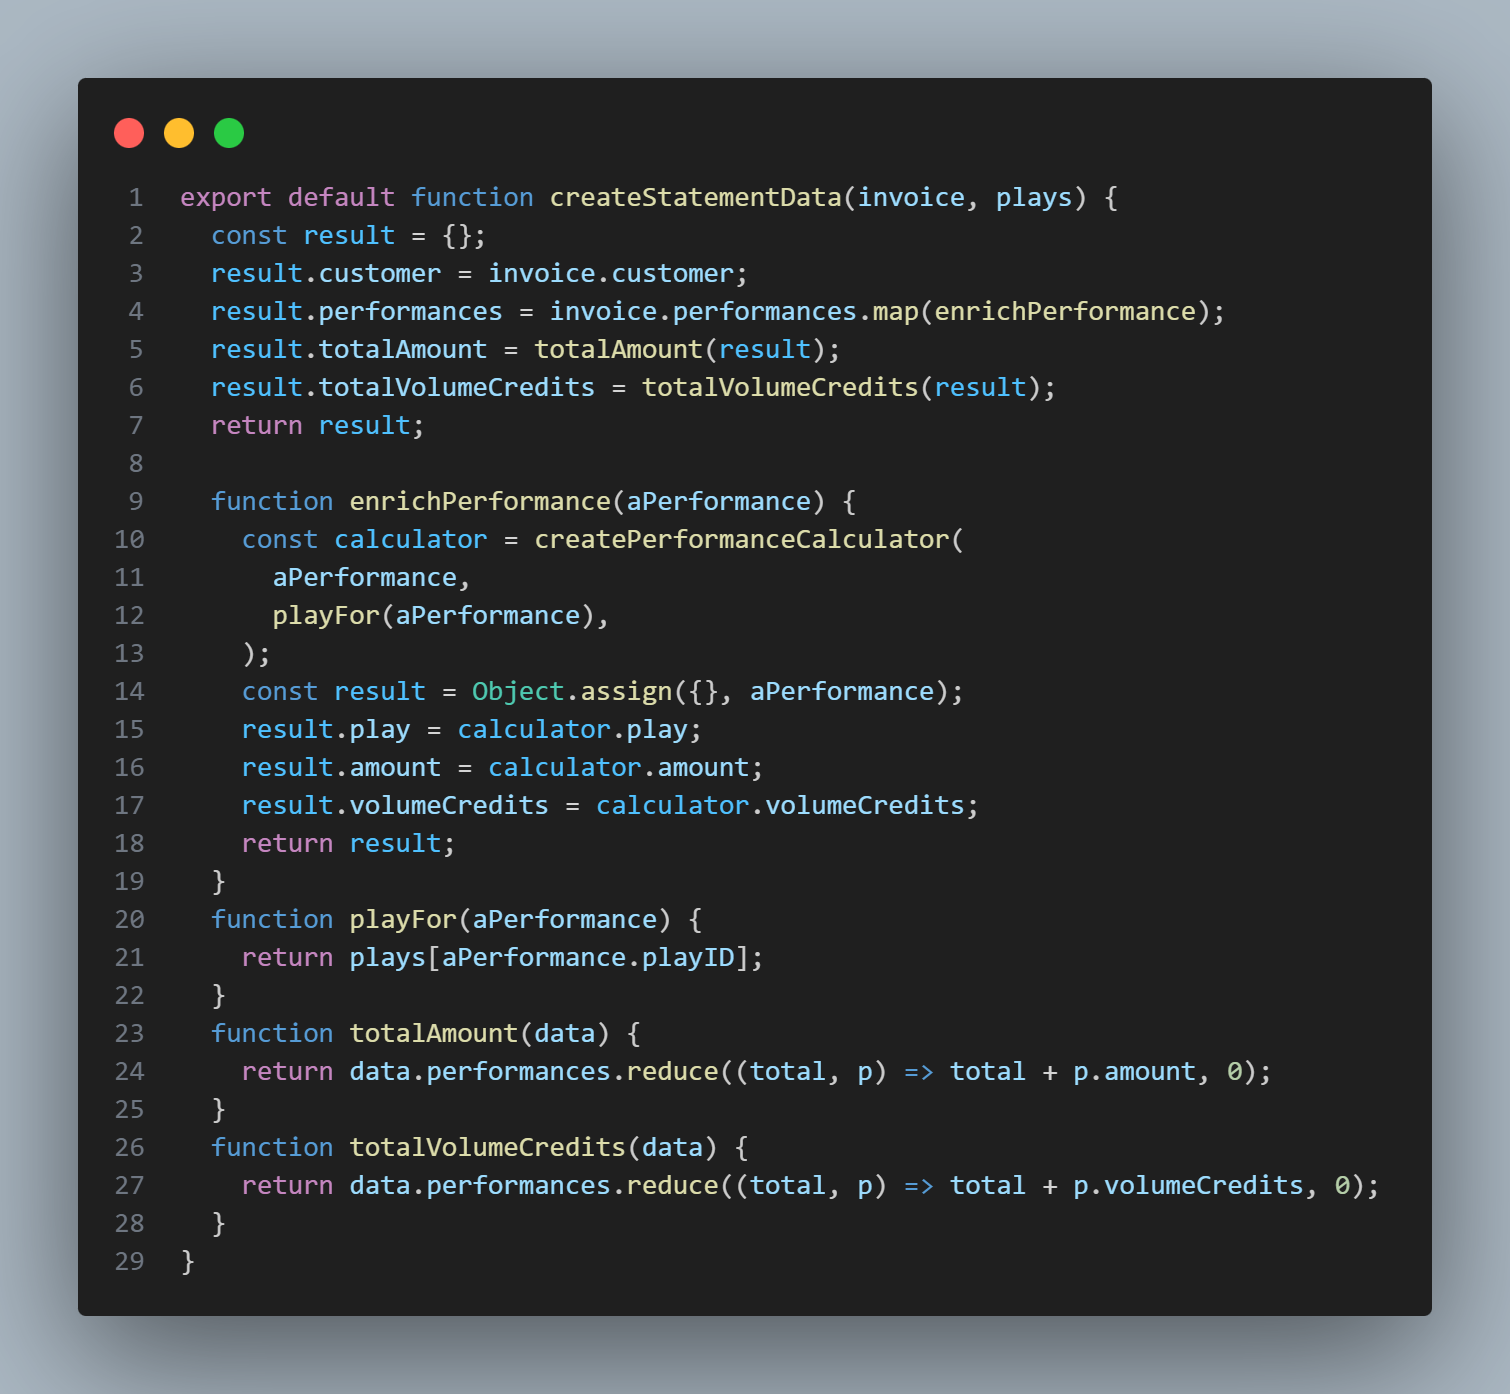 1 export default function createStatementData(invoice, plays) {
2   const result = {};
3   result.customer = invoice.customer;
4   result.performances = invoice.performances.map(enrichPerformance);
5   result.totalAmount = totalAmount(result);
6   result.totalVolumeCredits = totalVolumeCredits(result);
7   return result;
8
9   function enrichPerformance(aPerformance) {
10     const calculator = createPerformanceCalculator(
11       aPerformance,
12       playFor(aPerformance),
13     );
14     const result = Object.assign({}, aPerformance);
15     result.play = calculator.play;
16     result.amount = calculator.amount;
17     result.volumeCredits = calculator.volumeCredits;
18     return result;
19   }
20   function playFor(aPerformance) {
21     return plays[aPerformance.playID];
22   }
23   function totalAmount(data) {
24     return data.performances.reduce((total, p) => total + p.amount, 0);
25   }
26   function totalVolumeCredits(data) {
27     return data.performances.reduce((total, p) => total + p.volumeCredits, 0);
28   }
29 }